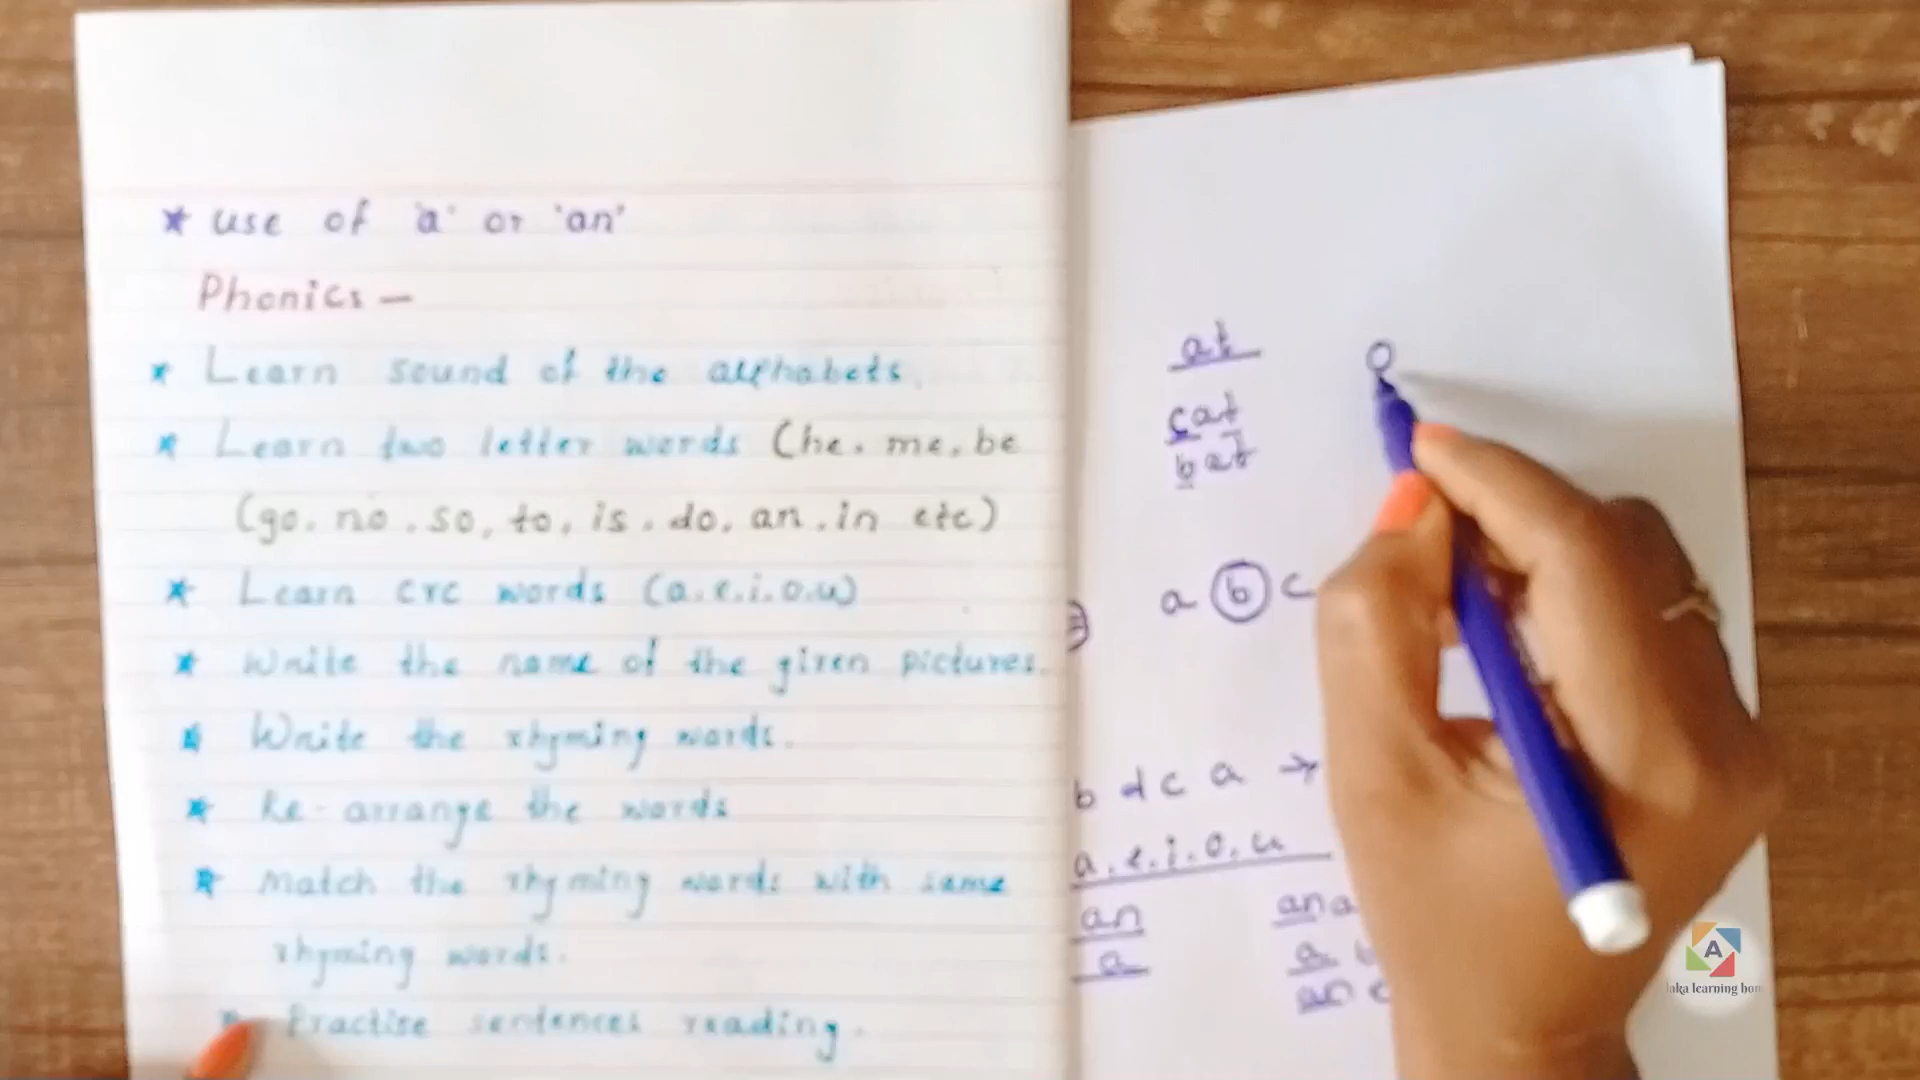 * use of 'a' or 'an'
Phonics –
* Learn sound of the alphabets.
* Learn two letter words (he, me, be
(go, no, so, to, is, do, an, in etc)
* Learn cvc words (a.e.i.o.u)
* Write the name of the given pictures.
* Write the rhyming words.
* Re-arrange the words
* Match the rhyming words with same
rhyming words.
* Practise sentences reading.
at
cat
bat
a b c
b d c a →
a.e.i.o.u
an
a
an a
a b
an
A
learning